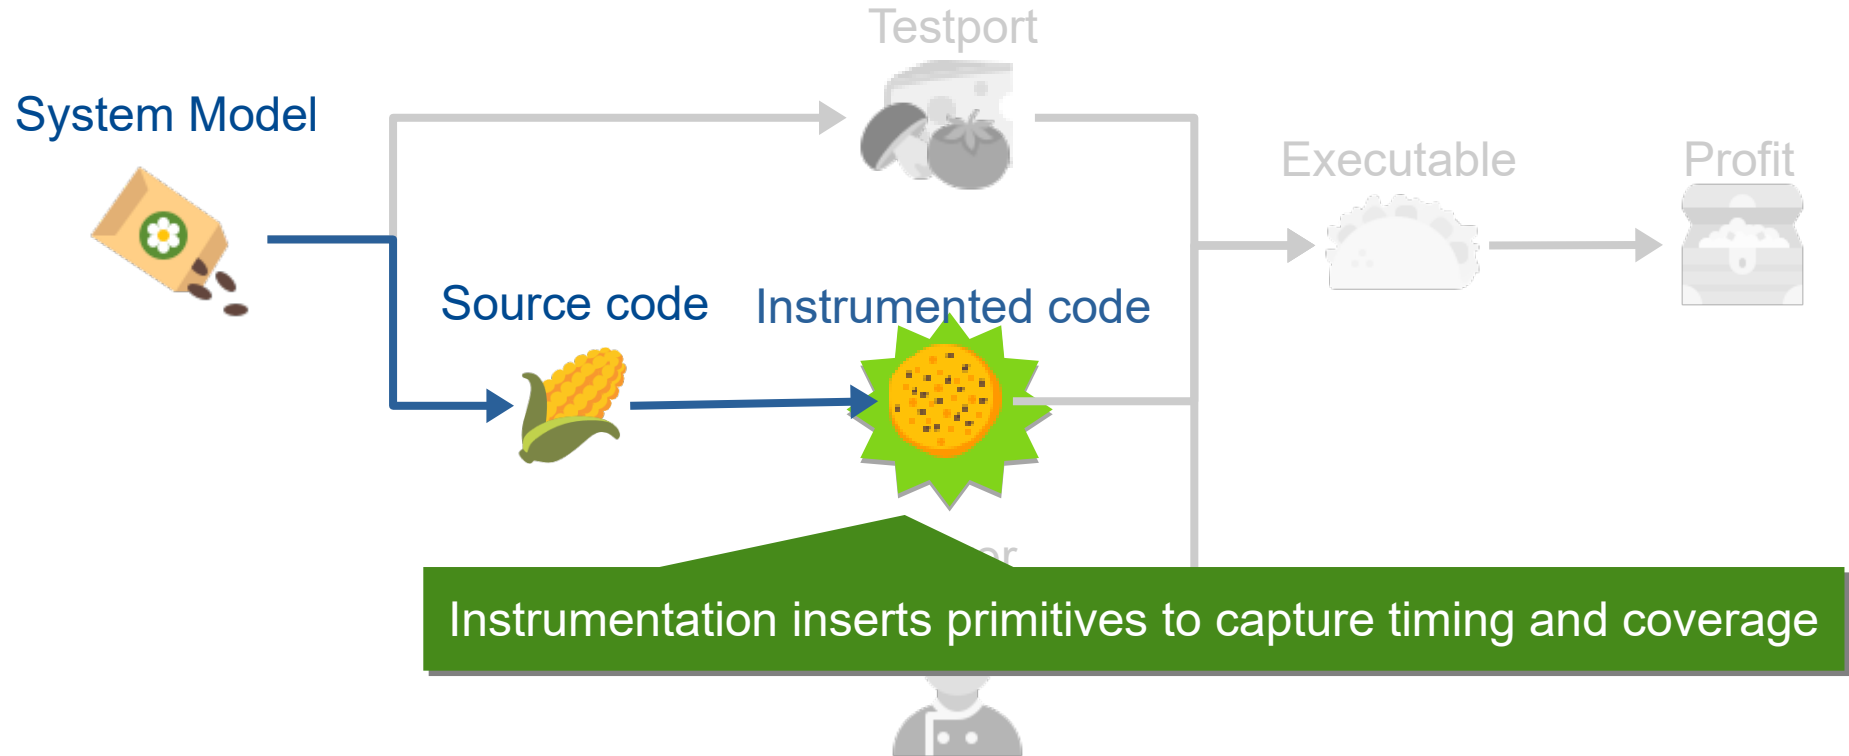 Testport
System Model
Executable
Profit
Source code
Instrumented code
Instrumentation inserts primitives to capture timing and coverage